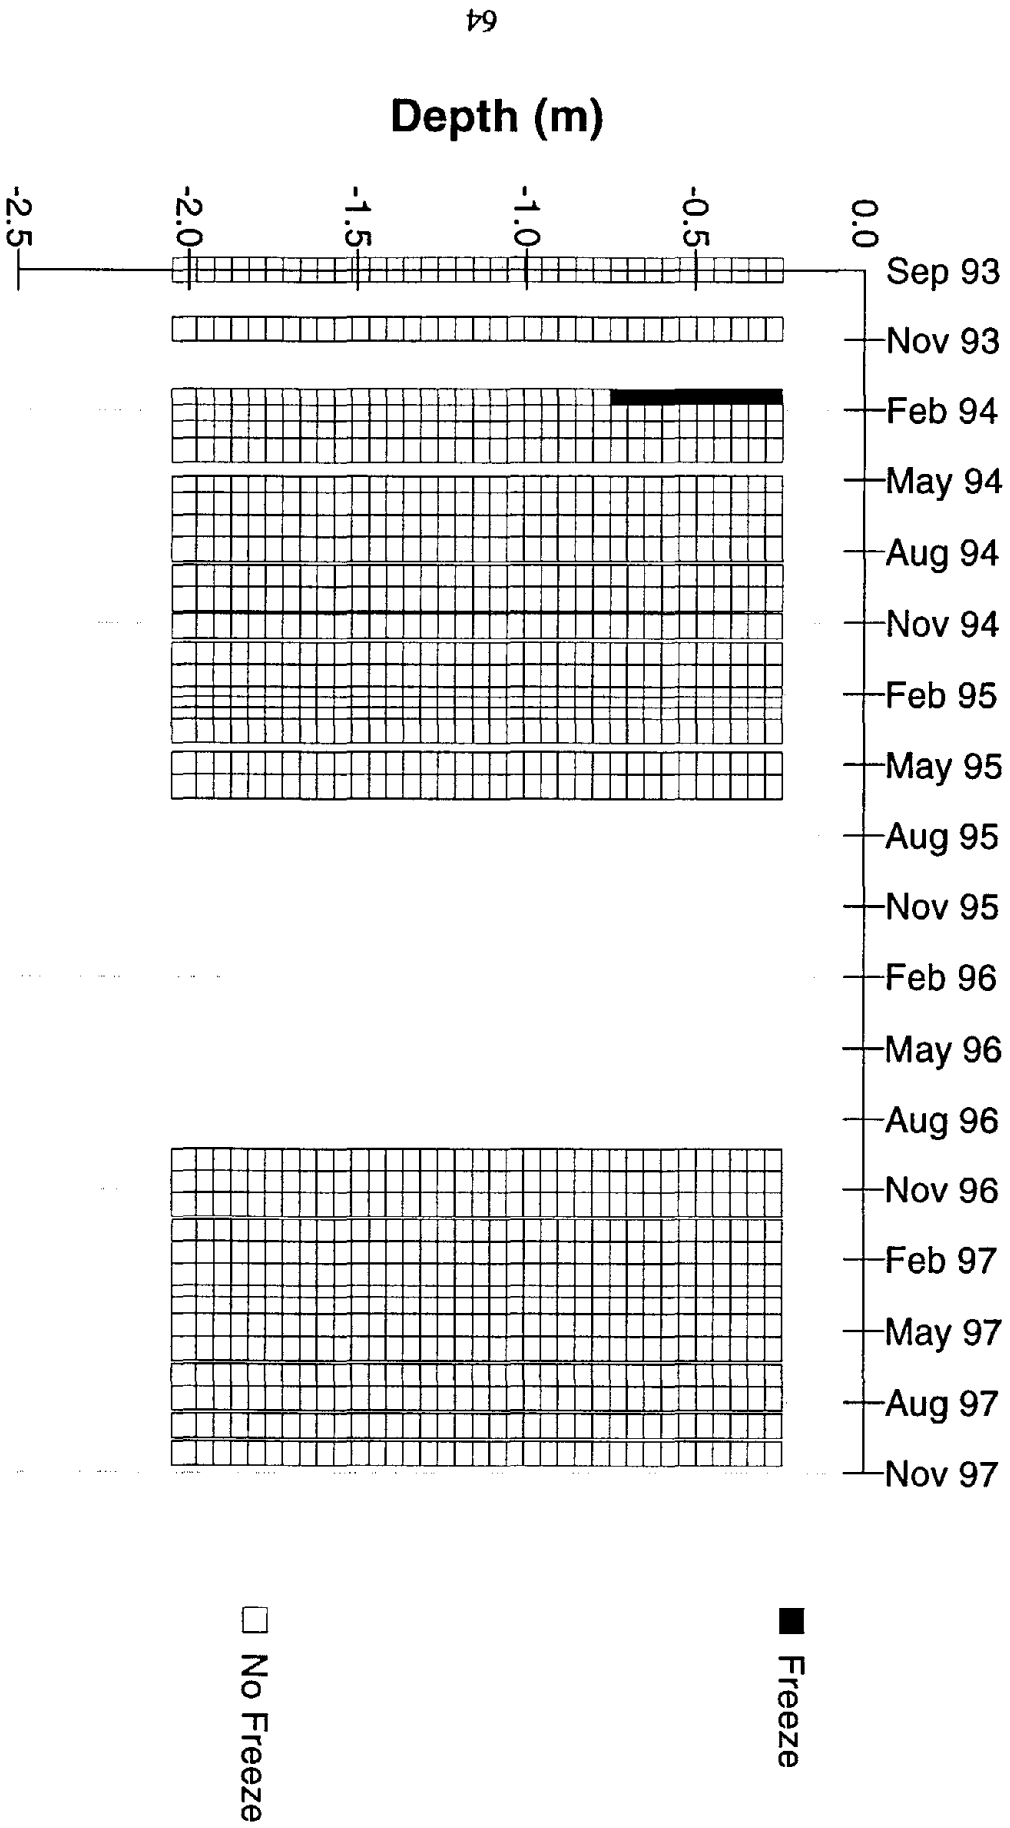 64
Depth (m)
0.0
-0.5
-1.0
-1.5
-2.0
-2.5
Sep 93
Nov 93
Feb 94
May 94
Aug 94
Nov 94
Feb 95
May 95
Aug 95
Nov 95
Feb 96
May 96
Aug 96
Nov 96
Feb 97
May 97
Aug 97
Nov 97
Freeze
No Freeze